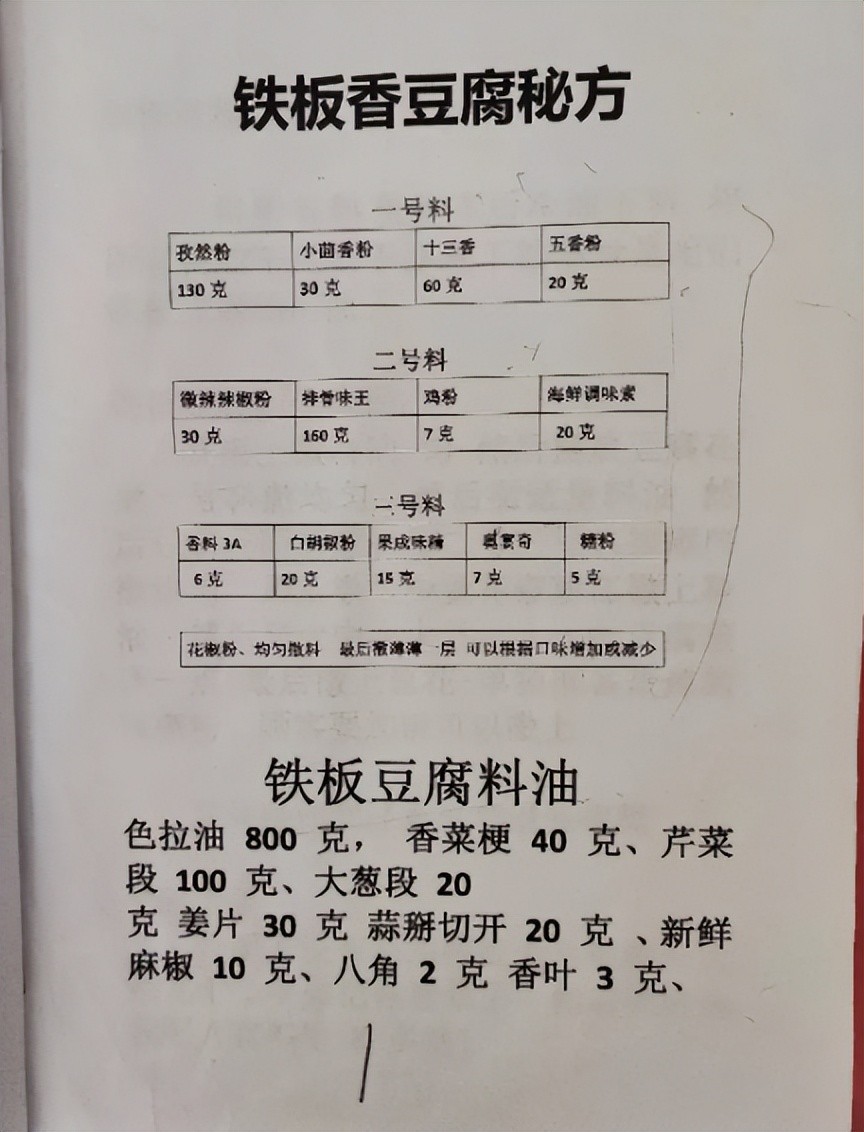 铁板香豆腐秘方
一号料
孜然粉 小茴香粉 十三香 五香粉
130 克 30 克 60 克 20 克
二号料
微辣辣椒粉 排骨味王 鸡粉 海鲜调味素
30 克 160 克 7 克 20 克
号料
香料 3A 白胡椒粉 味精 奇 糖粉
6 克 20 克 15 克 7 克 5 克
花椒粉、均匀撒料 最后撒薄薄一层 可以根据口味增加或减少
铁板豆腐料油
色拉油 800 克， 香菜梗 40 克、芹菜
段 100 克、大葱段 20
克 姜片 30 克 蒜掰切开 20 克 、新鲜
麻椒 10 克、八角 2 克 香叶 3 克、